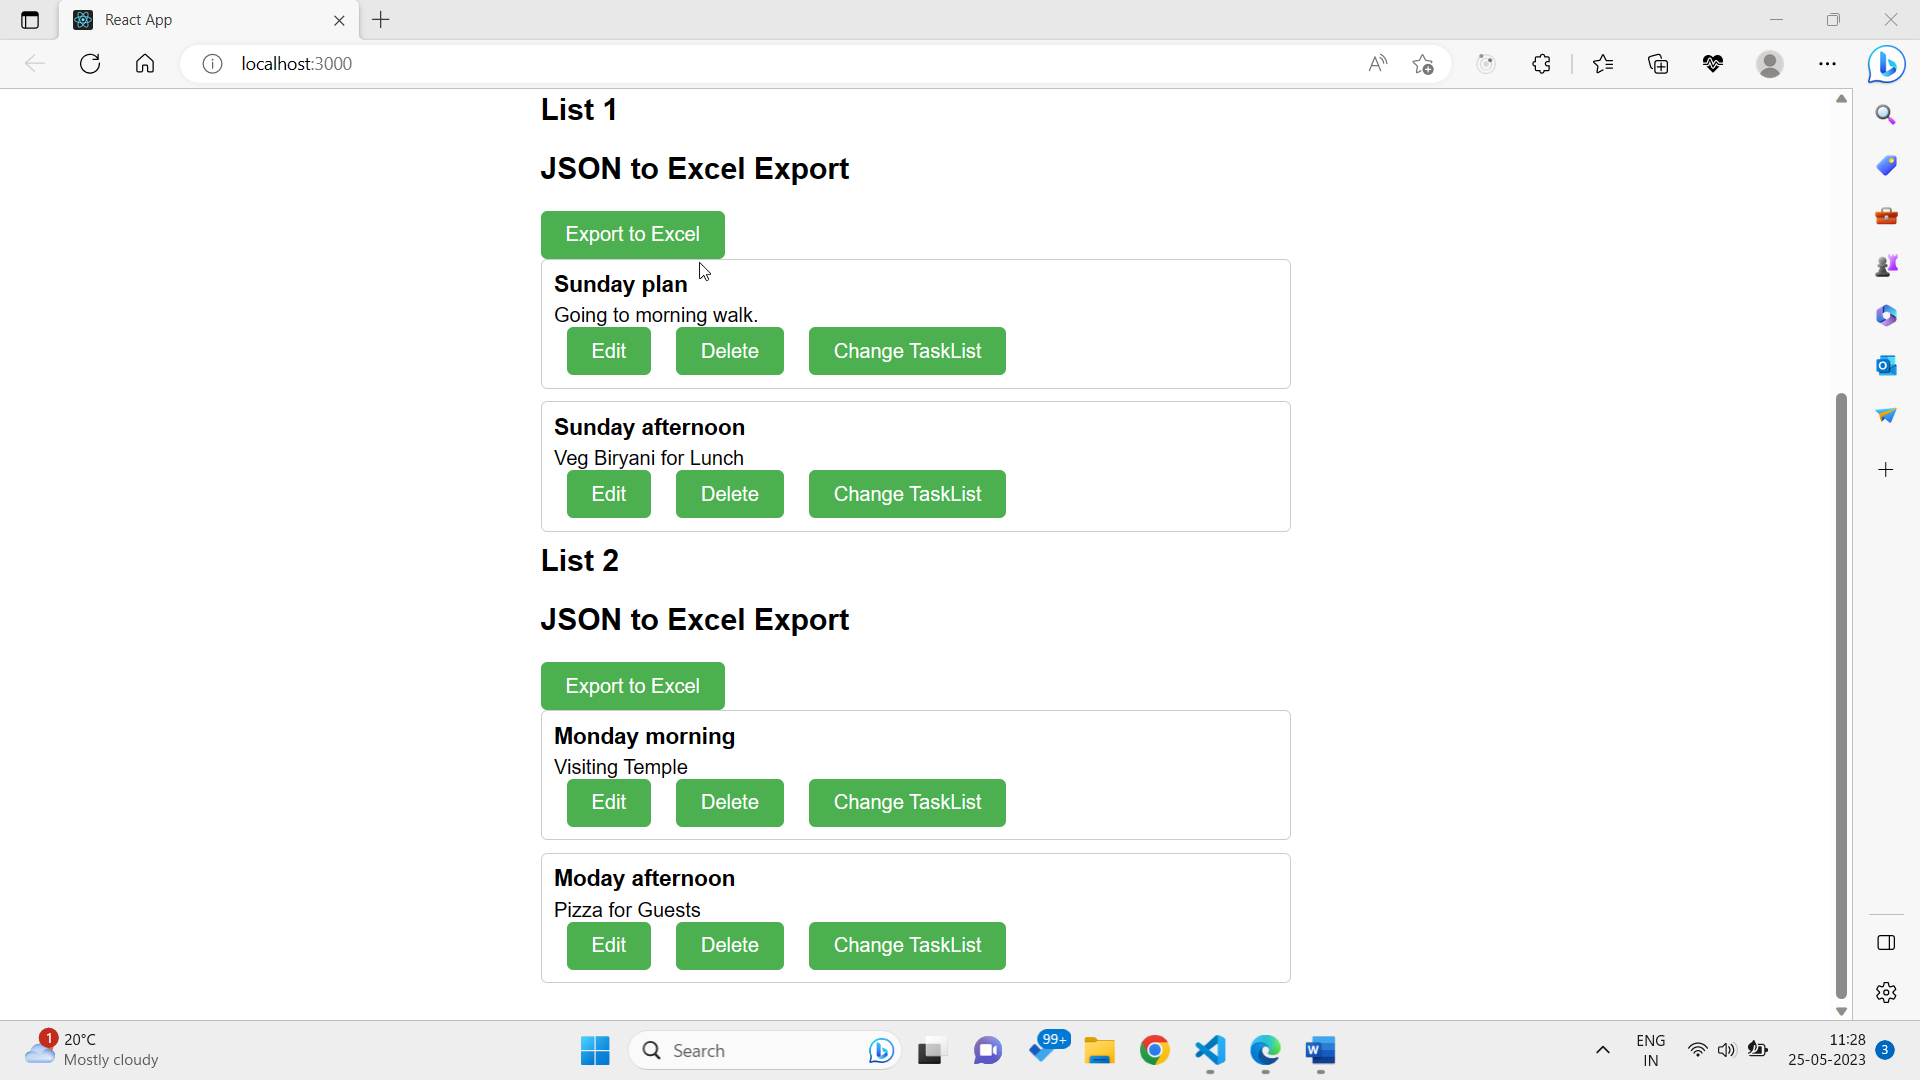 React App
localhost:3000
List 1
JSON to Excel Export
Export to Excel
Sunday plan
Going to morning walk.
Edit Delete Change TaskList
Sunday afternoon
Veg Biryani for Lunch
Edit Delete Change TaskList
List 2
JSON to Excel Export
Export to Excel
Monday morning
Visiting Temple
Edit Delete Change TaskList
Moday afternoon
Pizza for Guests
Edit Delete Change TaskList
1
20°C
Mostly cloudy
Search
99+
ENG
IN
11:28
25-05-2023
3